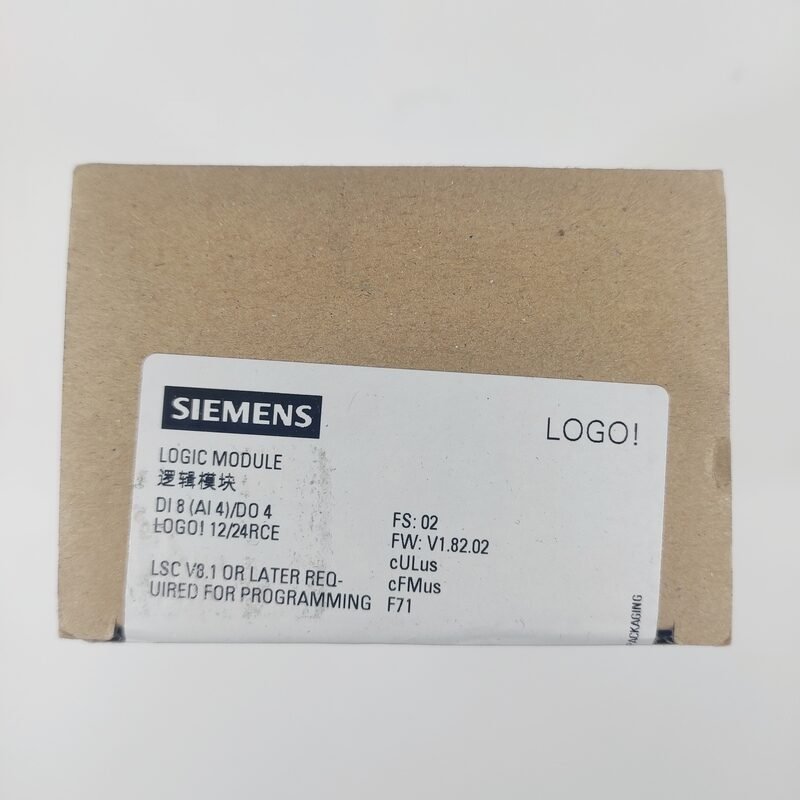 SIEMENS
LOGO!
LOGIC MODULE
逻辑模块
DI 8 (AI 4)/DO 4
LOGO! 12/24RCE
LSC V8.1 OR LATER REQ-
UIRED FOR PROGRAMMING
FS: 02
FW: V1.82.02
cULus
cFMus
F71